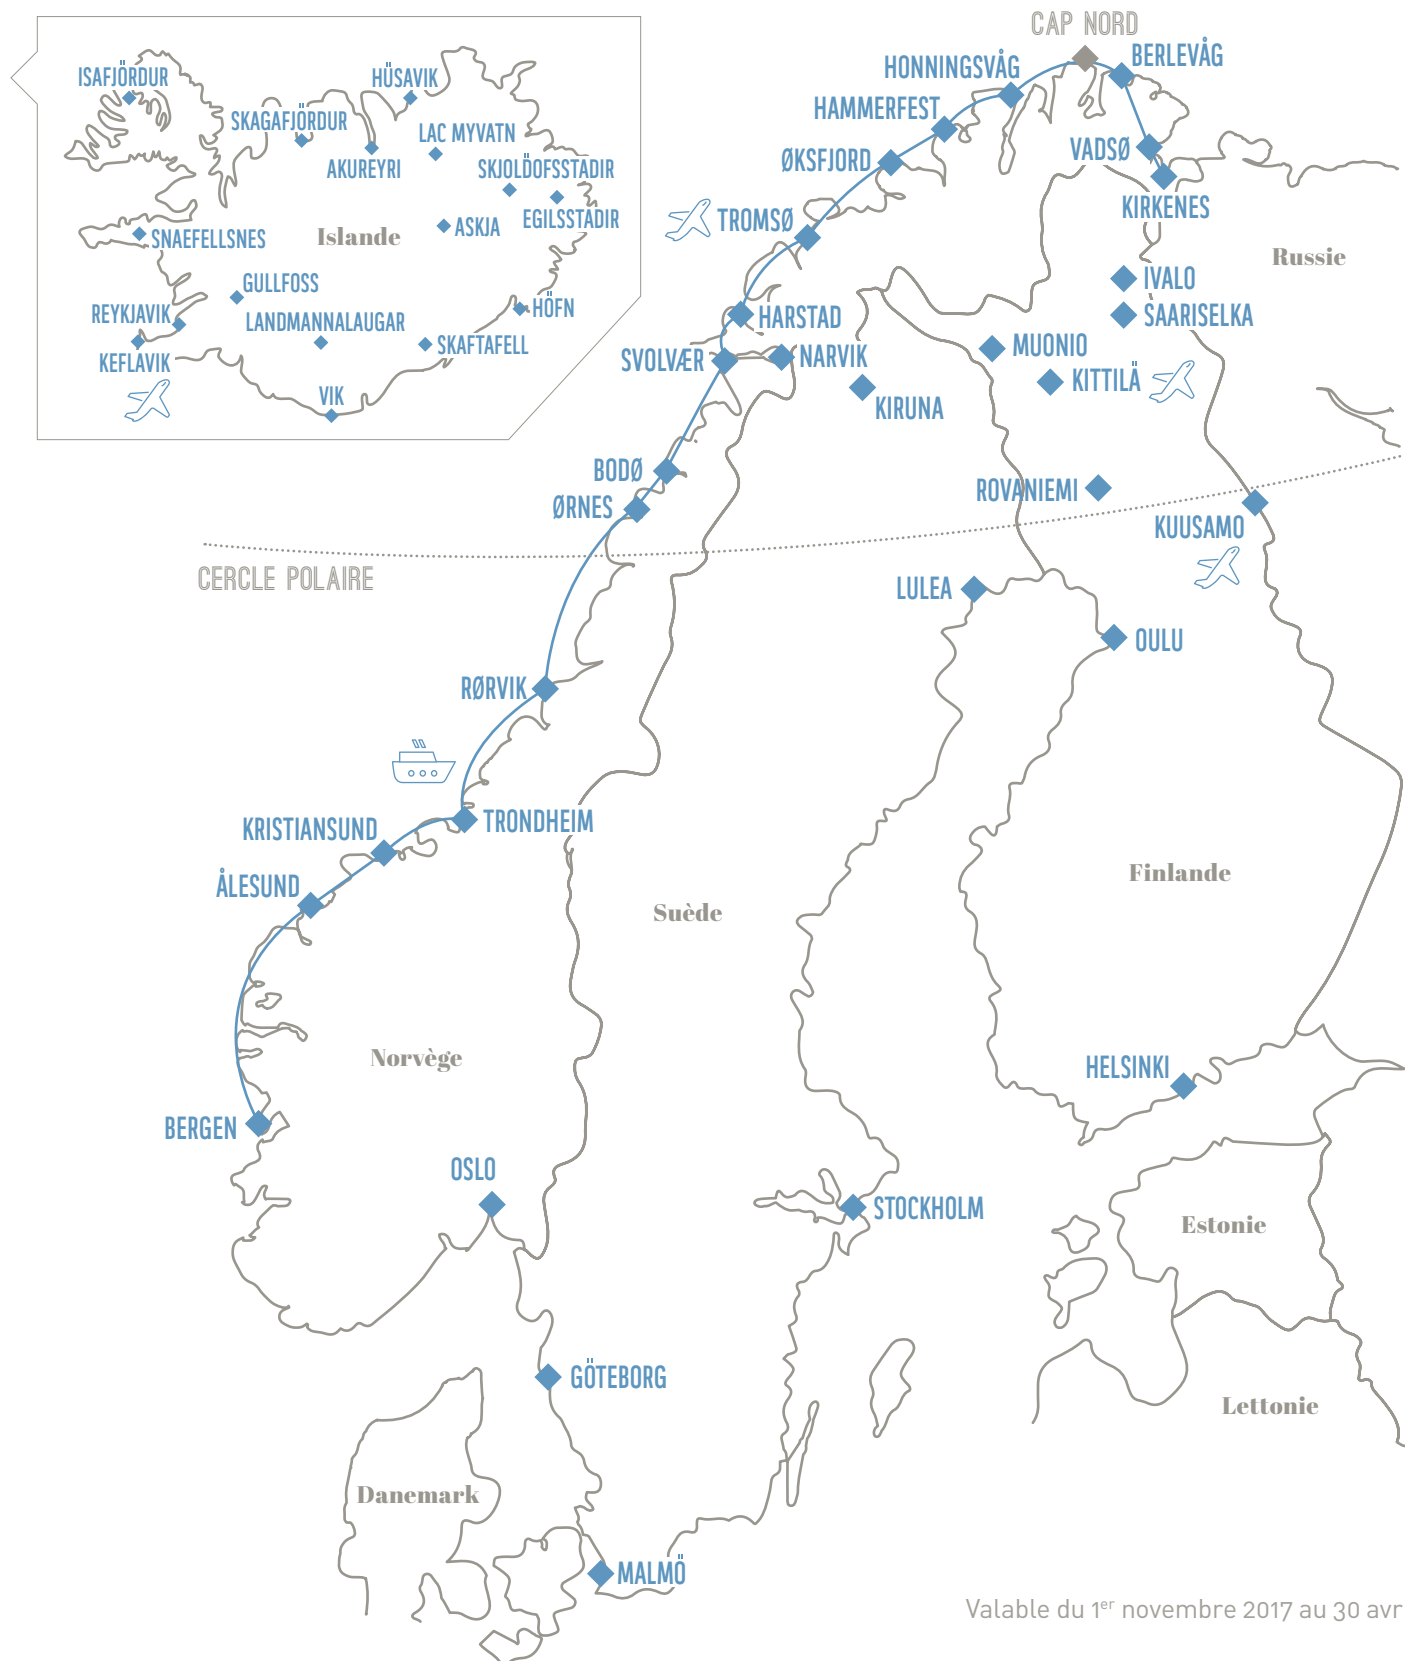 CAP NORD
BERLEVÅG
HONNINGSVÅG
HAMMERFEST
ØKSFJORD
VADSØ
KIRKENES
TROMSØ
Russie
IVALO
SAARISELKA
HARSTAD
MUONIO
NARVIK
SVOLVÆR
KITTILÄ
KIRUNA
BODØ
ROVANIEMI
ØRNES
KUUSAMO
CERCLE POLAIRE
LULEA
OULU
RØRVIK
TRONDHEIM
KRISTIANSUND
ÅLESUND
Finlande
Suède
Norvège
HELSINKI
BERGEN
OSLO
STOCKHOLM
Estonie
GÖTEBORG
Lettonie
Danemark
MALMÖ
ISAFJÖRDUR
HÜSAVIK
SKAGAFJÖRDUR
LAC MYVATN
AKUREYRI
SKJOLDÖFSSTADIR
EGILSSTADIR
ASKJA
SNAEFELLSNES
Islande
GULLFOSS
REYKJAVIK
LANDMANNALAUGAR
HÖFN
KEFLAVIK
SKAFTAFELL
VIK
Valable du 1er novembre 2017 au 30 avr